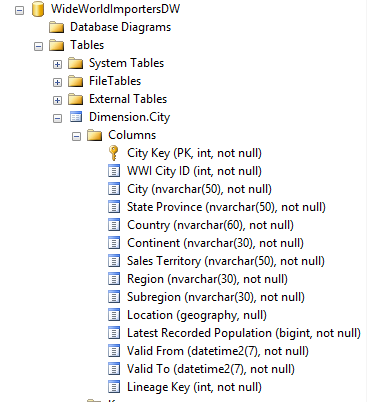 WideWorldImportersDW
Database Diagrams
Tables
System Tables
FileTables
External Tables
Dimension.City
Columns
City Key (PK, int, not null)
WWI City ID (int, not null)
City (nvarchar(50), not null)
State Province (nvarchar(50), not null)
Country (nvarchar(60), not null)
Continent (nvarchar(30), not null)
Sales Territory (nvarchar(50), not null)
Region (nvarchar(30), not null)
Subregion (nvarchar(30), not null)
Location (geography, null)
Latest Recorded Population (bigint, not null)
Valid From (datetime2(7), not null)
Valid To (datetime2(7), not null)
Lineage Key (int, not null)